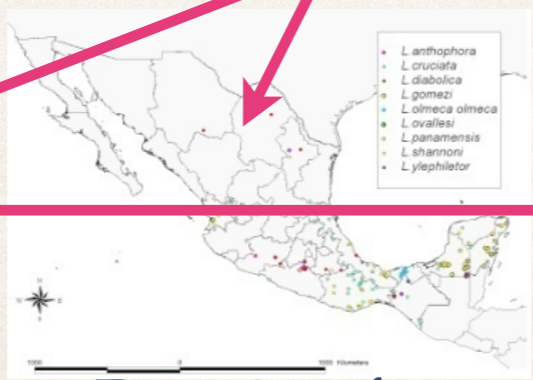 L.anthophora
L.cruciata
L.diabolica
L.gomezi
L.olmeca olmeca
L.ovallesi
L.panamensis
L.shannoni
L.ylephiletor
N
W E
S
1000 0 1000 Kilometers